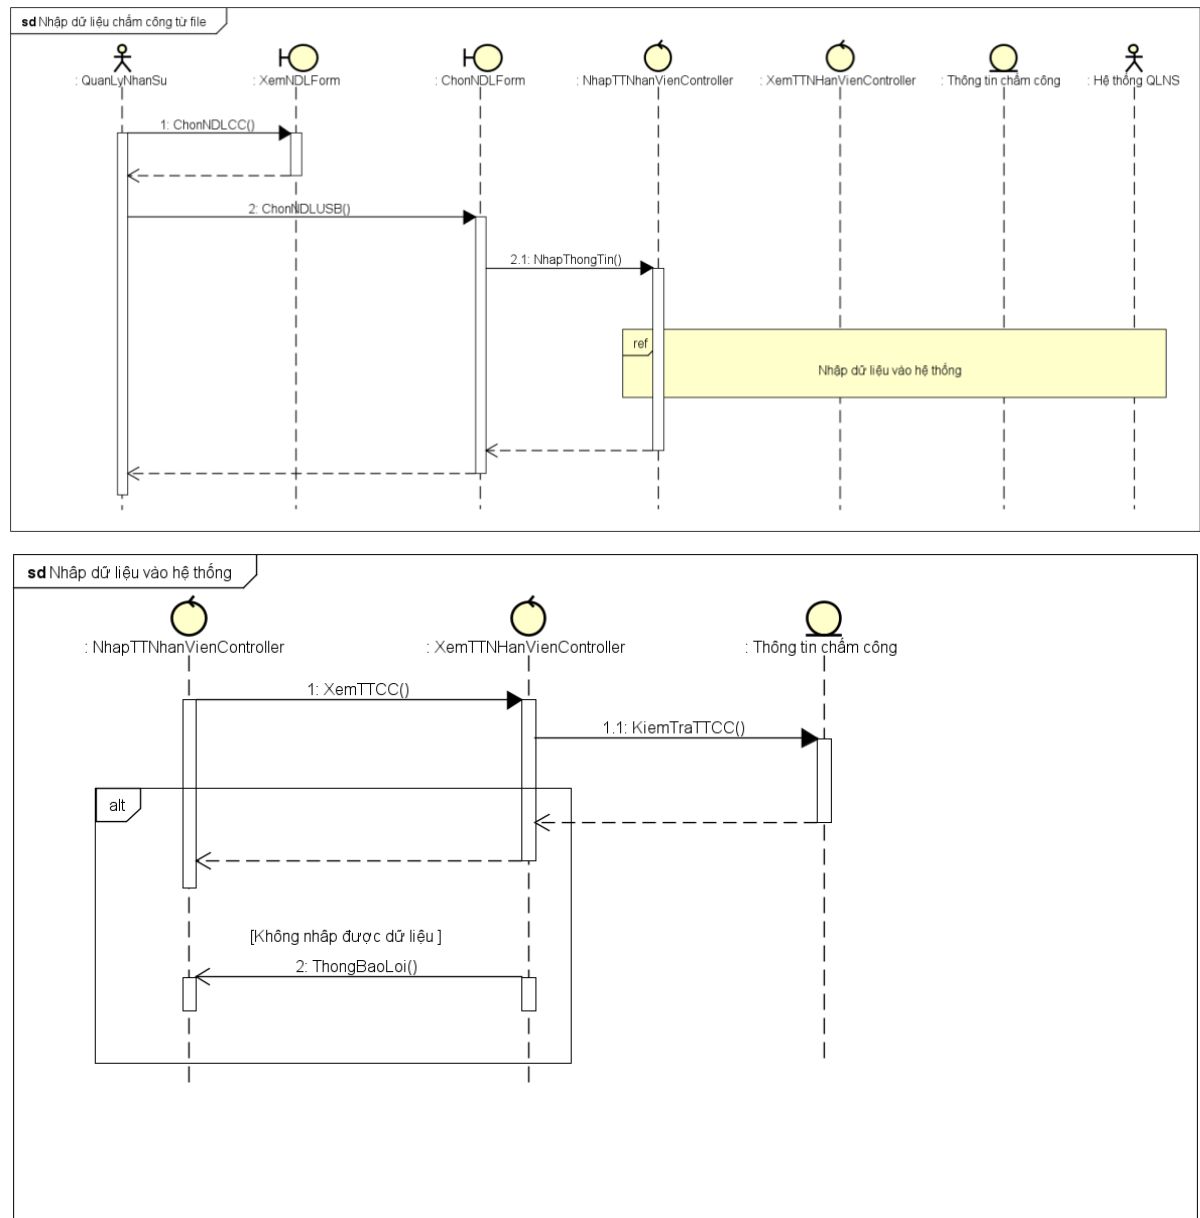 sd Nhập dữ liệu chấm công từ file
: QuanLyNhanSu
: XemNDLForm
: ChonNDLForm
: NhapTTNhanVienController
: XemTTNHanVienController
: Thông tin chấm công
: Hệ thống QLNS
1: ChonNDLCC()
2: ChonNDLUSB()
2.1: NhapThongTin()
ref
Nhập dữ liệu vào hệ thống
sd Nhâp dữ liệu vào hệ thống
: NhapTTNhanVienController
: XemTTNHanVienController
: Thông tin chấm công
1: XemTTCC()
1.1: KiemTraTTCC()
alt
[Không nhâp được dữ liệu ]
2: ThongBaoLoi()